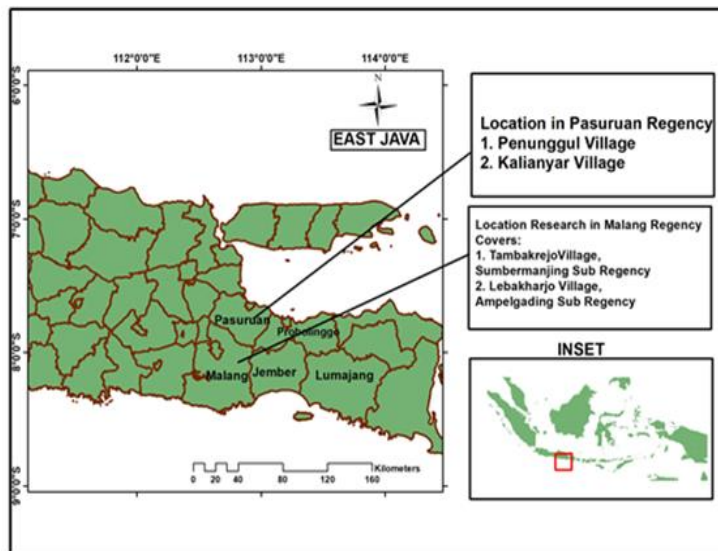 112°0'0"E 113°0'0"E 114°0'0"E
6°0'0"S
7°0'0"S
8°0'0"S
9°0'0"S
N
EAST JAVA
Pasuruan
Probolinggo
Malang
Jember
Lumajang
Kilometers
0 20 40 80 120 160
Location in Pasuruan Regency
1. Penunggul Village
2. Kalianyar Village
Location Research in Malang Regency
Covers:
1. TambakrejoVillage,
Sumbermanjing Sub Regency
2. Lebakharjo Village,
Ampelgading Sub Regency
INSET